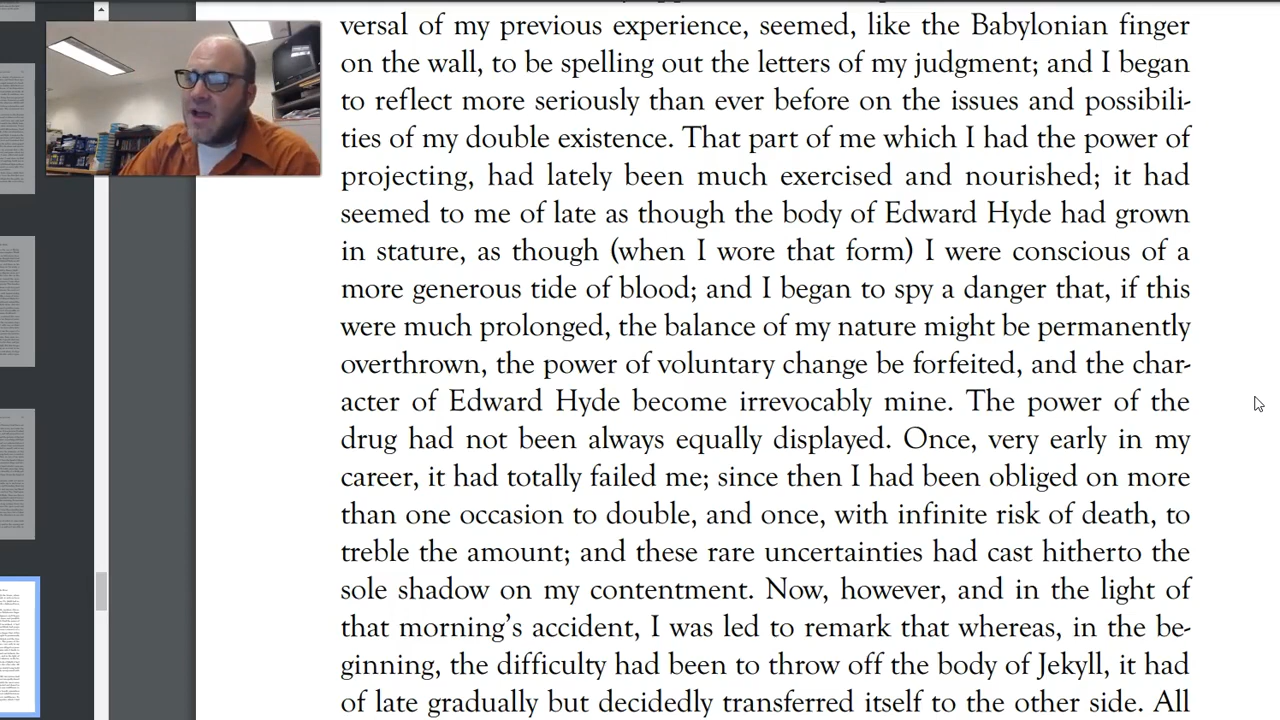 versal of my previous experience, seemed, like the Babylonian finger
on the wall, to be spelling out the letters of my judgment; and I began
to reflect more seriously than ever before on the issues and possibili-
ties of my double existence. That part of me which I had the power of
projecting, had lately been much exercised and nourished; it had
seemed to me of late as though the body of Edward Hyde had grown
in stature, as though (when I wore that form) I were conscious of a
more generous tide of blood; and I began to spy a danger that, if this
were much prolonged, the balance of my nature might be permanently
overthrown, the power of voluntary change be forfeited, and the char-
acter of Edward Hyde become irrevocably mine. The power of the
drug had not been always equally displayed. Once, very early in my
career, it had totally failed me; since then I had been obliged on more
than one occasion to double, and once, with infinite risk of death, to
treble the amount; and these rare uncertainties had cast hitherto the
sole shadow on my contentment. Now, however, and in the light of
that morning's accident, I was led to remark that whereas, in the be-
ginning, the difficulty had been to throw off the body of Jekyll, it had
of late gradually but decidedly transferred itself to the other side. All